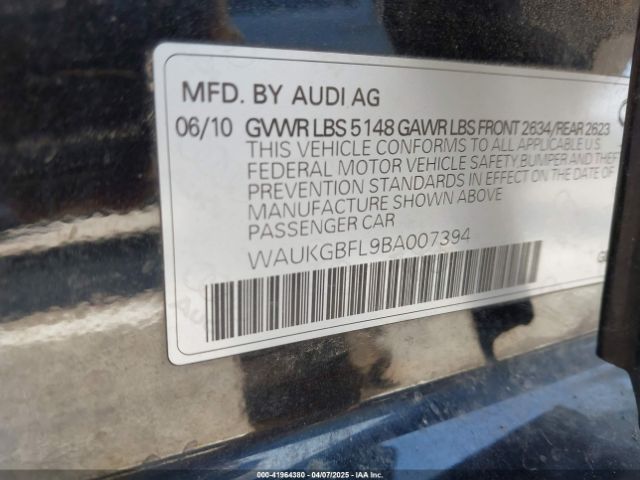 MFD. BY AUDI AG
06/10 GVWR LBS 5148 GAWR LBS FRONT 2634/REAR 2623
THIS VEHICLE CONFORMS TO ALL APPLICABLE U.S.
FEDERAL MOTOR VEHICLE SAFETY BUMPER AND THEFT
PREVENTION STANDARDS IN EFFECT ON THE DATE OF
MANUFACTURE SHOWN ABOVE
PASSENGER CAR
WAUKGBFL9BA007394
00-41964380 - 04/07/2025 - COPYRIGHT IAA